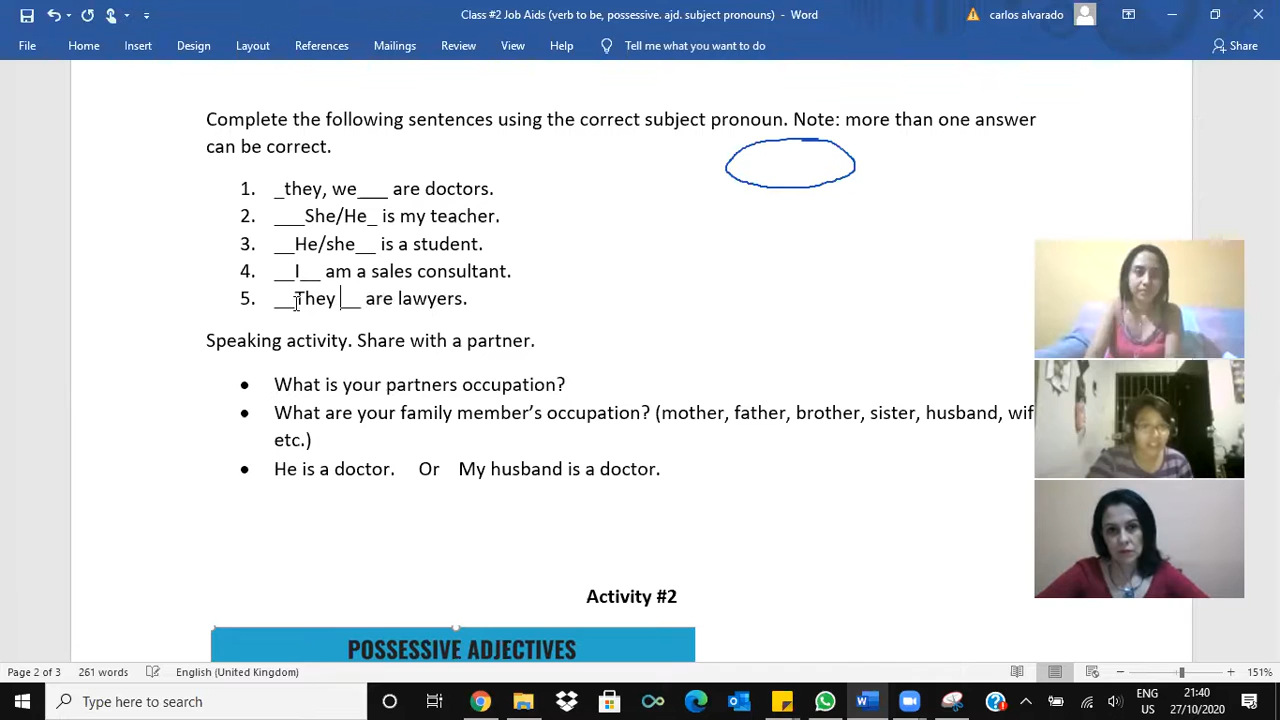 Class #2 Job Aids (verb to be, possessive. ajd. subject pronouns) - Word carlos alvarado
File Home Insert Design Layout References Mailings Review View Help Tell me what you want to do Share
Complete the following sentences using the correct subject pronoun. Note: more than one answer
can be correct.
1. _they, we___ are doctors.
2. ___She/He_ is my teacher.
3. __He/she__ is a student.
4. __I__ am a sales consultant.
5. __They __ are lawyers.
Speaking activity. Share with a partner.
• What is your partners occupation?
• What are your family member's occupation? (mother, father, brother, sister, husband, wif
etc.)
• He is a doctor. Or My husband is a doctor.
Activity #2
POSSESSIVE ADJECTIVES
Page 2 of 3 261 words English (United Kingdom) 151%
Type here to search ENG 21:40
US 27/10/2020